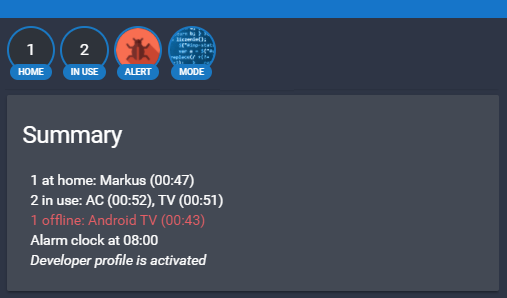 1
2
HOME
IN USE
ALERT
MODE
Summary
1 at home: Markus (00:47)
2 in use: AC (00:52), TV (00:51)
1 offline: Android TV (00:43)
Alarm clock at 08:00
Developer profile is activated